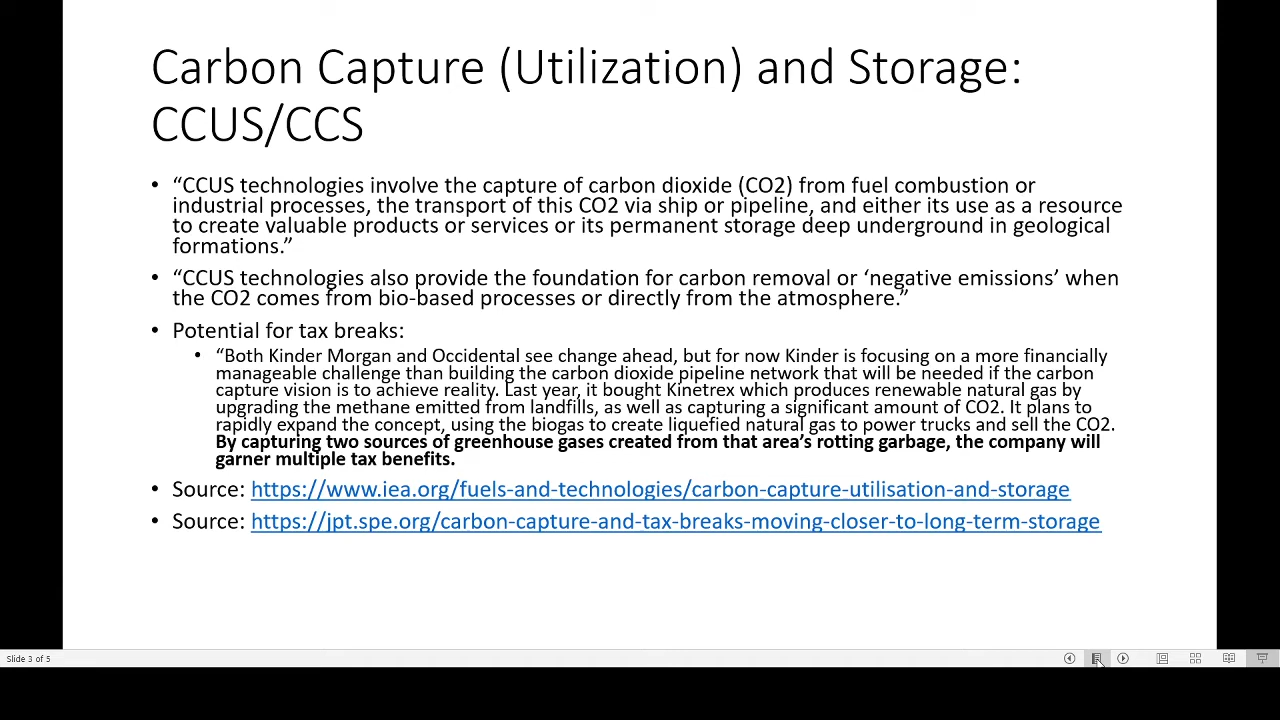 Carbon Capture (Utilization) and Storage:
CCUS/CCS
• “CCUS technologies involve the capture of carbon dioxide (CO2) from fuel combustion or
industrial processes, the transport of this CO2 via ship or pipeline, and either its use as a resource
to create valuable products or services or its permanent storage deep underground in geological
formations.”
• “CCUS technologies also provide the foundation for carbon removal or ‘negative emissions’ when
the CO2 comes from bio-based processes or directly from the atmosphere.”
• Potential for tax breaks:
• “Both Kinder Morgan and Occidental see change ahead, but for now Kinder is focusing on a more financially
manageable challenge than building the carbon dioxide pipeline network that will be needed if the carbon
capture vision is to achieve reality. Last year, it bought Kinetrex which produces renewable natural gas by
upgrading the methane emitted from landfills, as well as capturing a significant amount of CO2. It plans to
rapidly expand the concept, using the biogas to create liquefied natural gas to power trucks and sell the CO2.
By capturing two sources of greenhouse gases created from that area’s rotting garbage, the company will
garner multiple tax benefits.
• Source: https://www.iea.org/fuels-and-technologies/carbon-capture-utilisation-and-storage
• Source: https://jpt.spe.org/carbon-capture-and-tax-breaks-moving-closer-to-long-term-storage
Slide 3 of 5